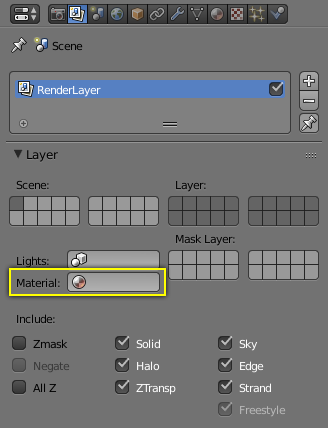 Scene
RenderLayer
Layer
Scene: Layer:
Mask Layer:
Lights:
Material:
Include:
Zmask Solid Sky
Negate Halo Edge
All Z ZTransp Strand
Freestyle